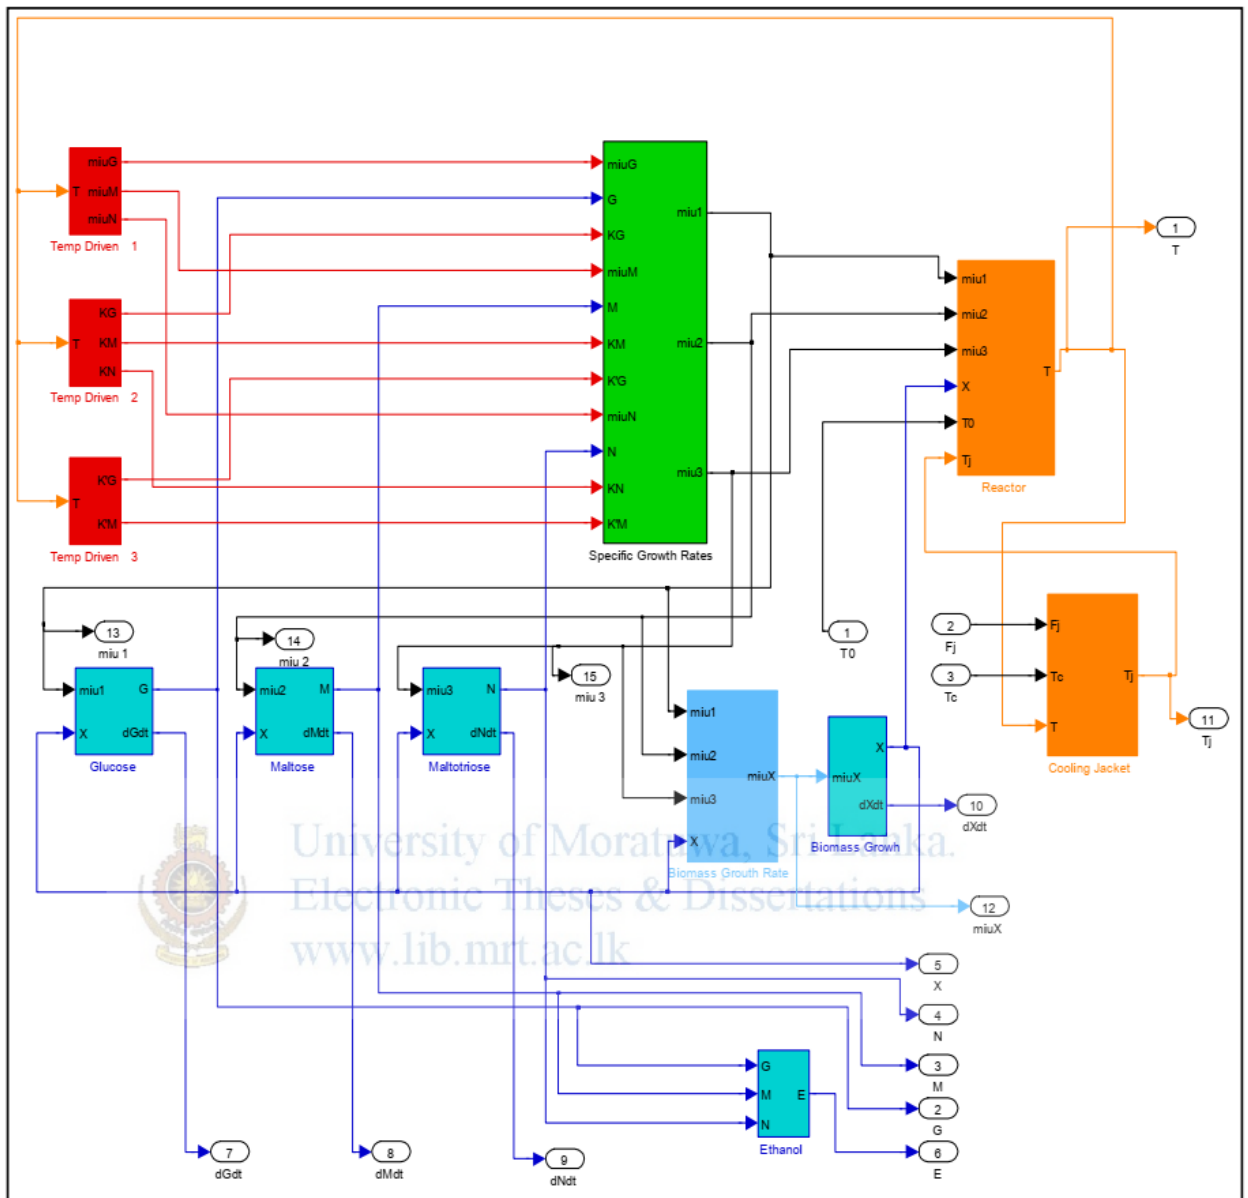 miuG
T miuM
miuN
Temp Driven 1
KG
T KM
KN
Temp Driven 2
K'G
T
K'M
Temp Driven 3
miuG
G
KG
miuM
M
KM
K'G
miuN
N
KN
K'M
miu1
miu2
miu3
Specific Growth Rates
miu1
miu2
miu3
X
T0
Tj
T
Reactor
1
T
13
miu 1
14
miu 2
15
miu 3
1
T0
2
Fj
3
Tc
Fj
Tc
T
Tj
Cooling Jacket
11
Tj
miu1 G
X dGdt
Glucose
miu2 M
X dMdt
Maltose
miu3 N
X dNdt
Maltotriose
miu1
miu2
miu3
X
miuX
Biomass Grouth Rate
miuX
X
dXdt
Biomass Growh
10
dXdt
12
miuX
University of Moratuwa, Sri Lanka.
Electronic Theses & Dissertations
www.lib.mrt.ac.lk
5
X
4
N
3
M
2
G
6
E
G
M E
N
Ethanol
7
dGdt
8
dMdt
9
dNdt